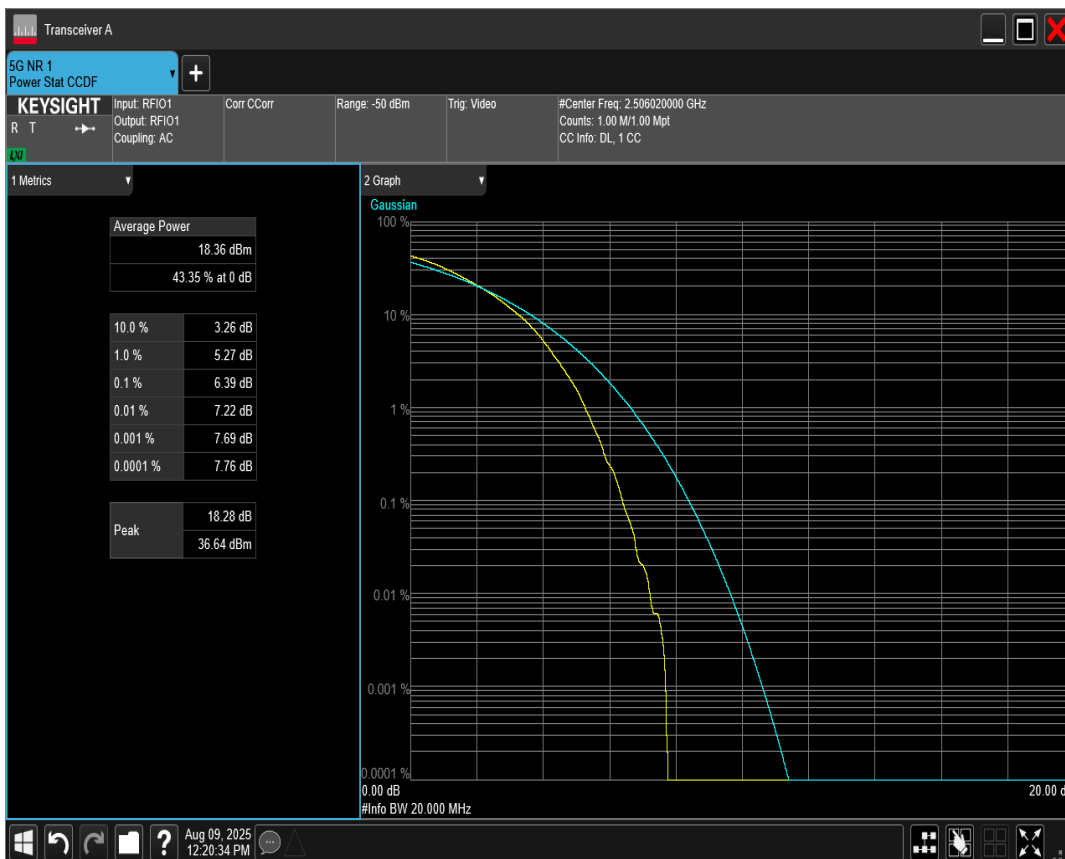 Transceiver A
5G NR 1
Power Stat CCDF
KEYSIGHT
R T
LXI
Input: RFIO1
Output: RFIO1
Coupling: AC
Corr CCorr
Range: -50 dBm
Trig: Video
#Center Freq: 2.506020000 GHz
Counts: 1.00 M/1.00 Mpt
CC Info: DL, 1 CC
1 Metrics
Average Power
18.36 dBm
43.35 % at 0 dB
10.0 % 3.26 dB
1.0 % 5.27 dB
0.1 % 6.39 dB
0.01 % 7.22 dB
0.001 % 7.69 dB
0.0001 % 7.76 dB
Peak
18.28 dB
36.64 dBm
2 Graph
Gaussian
100 %
10 %
1 %
0.1 %
0.01 %
0.001 %
0.0001 %
0.00 dB
20.00 d
#Info BW 20.000 MHz
?
Aug 09, 2025
12:20:34 PM